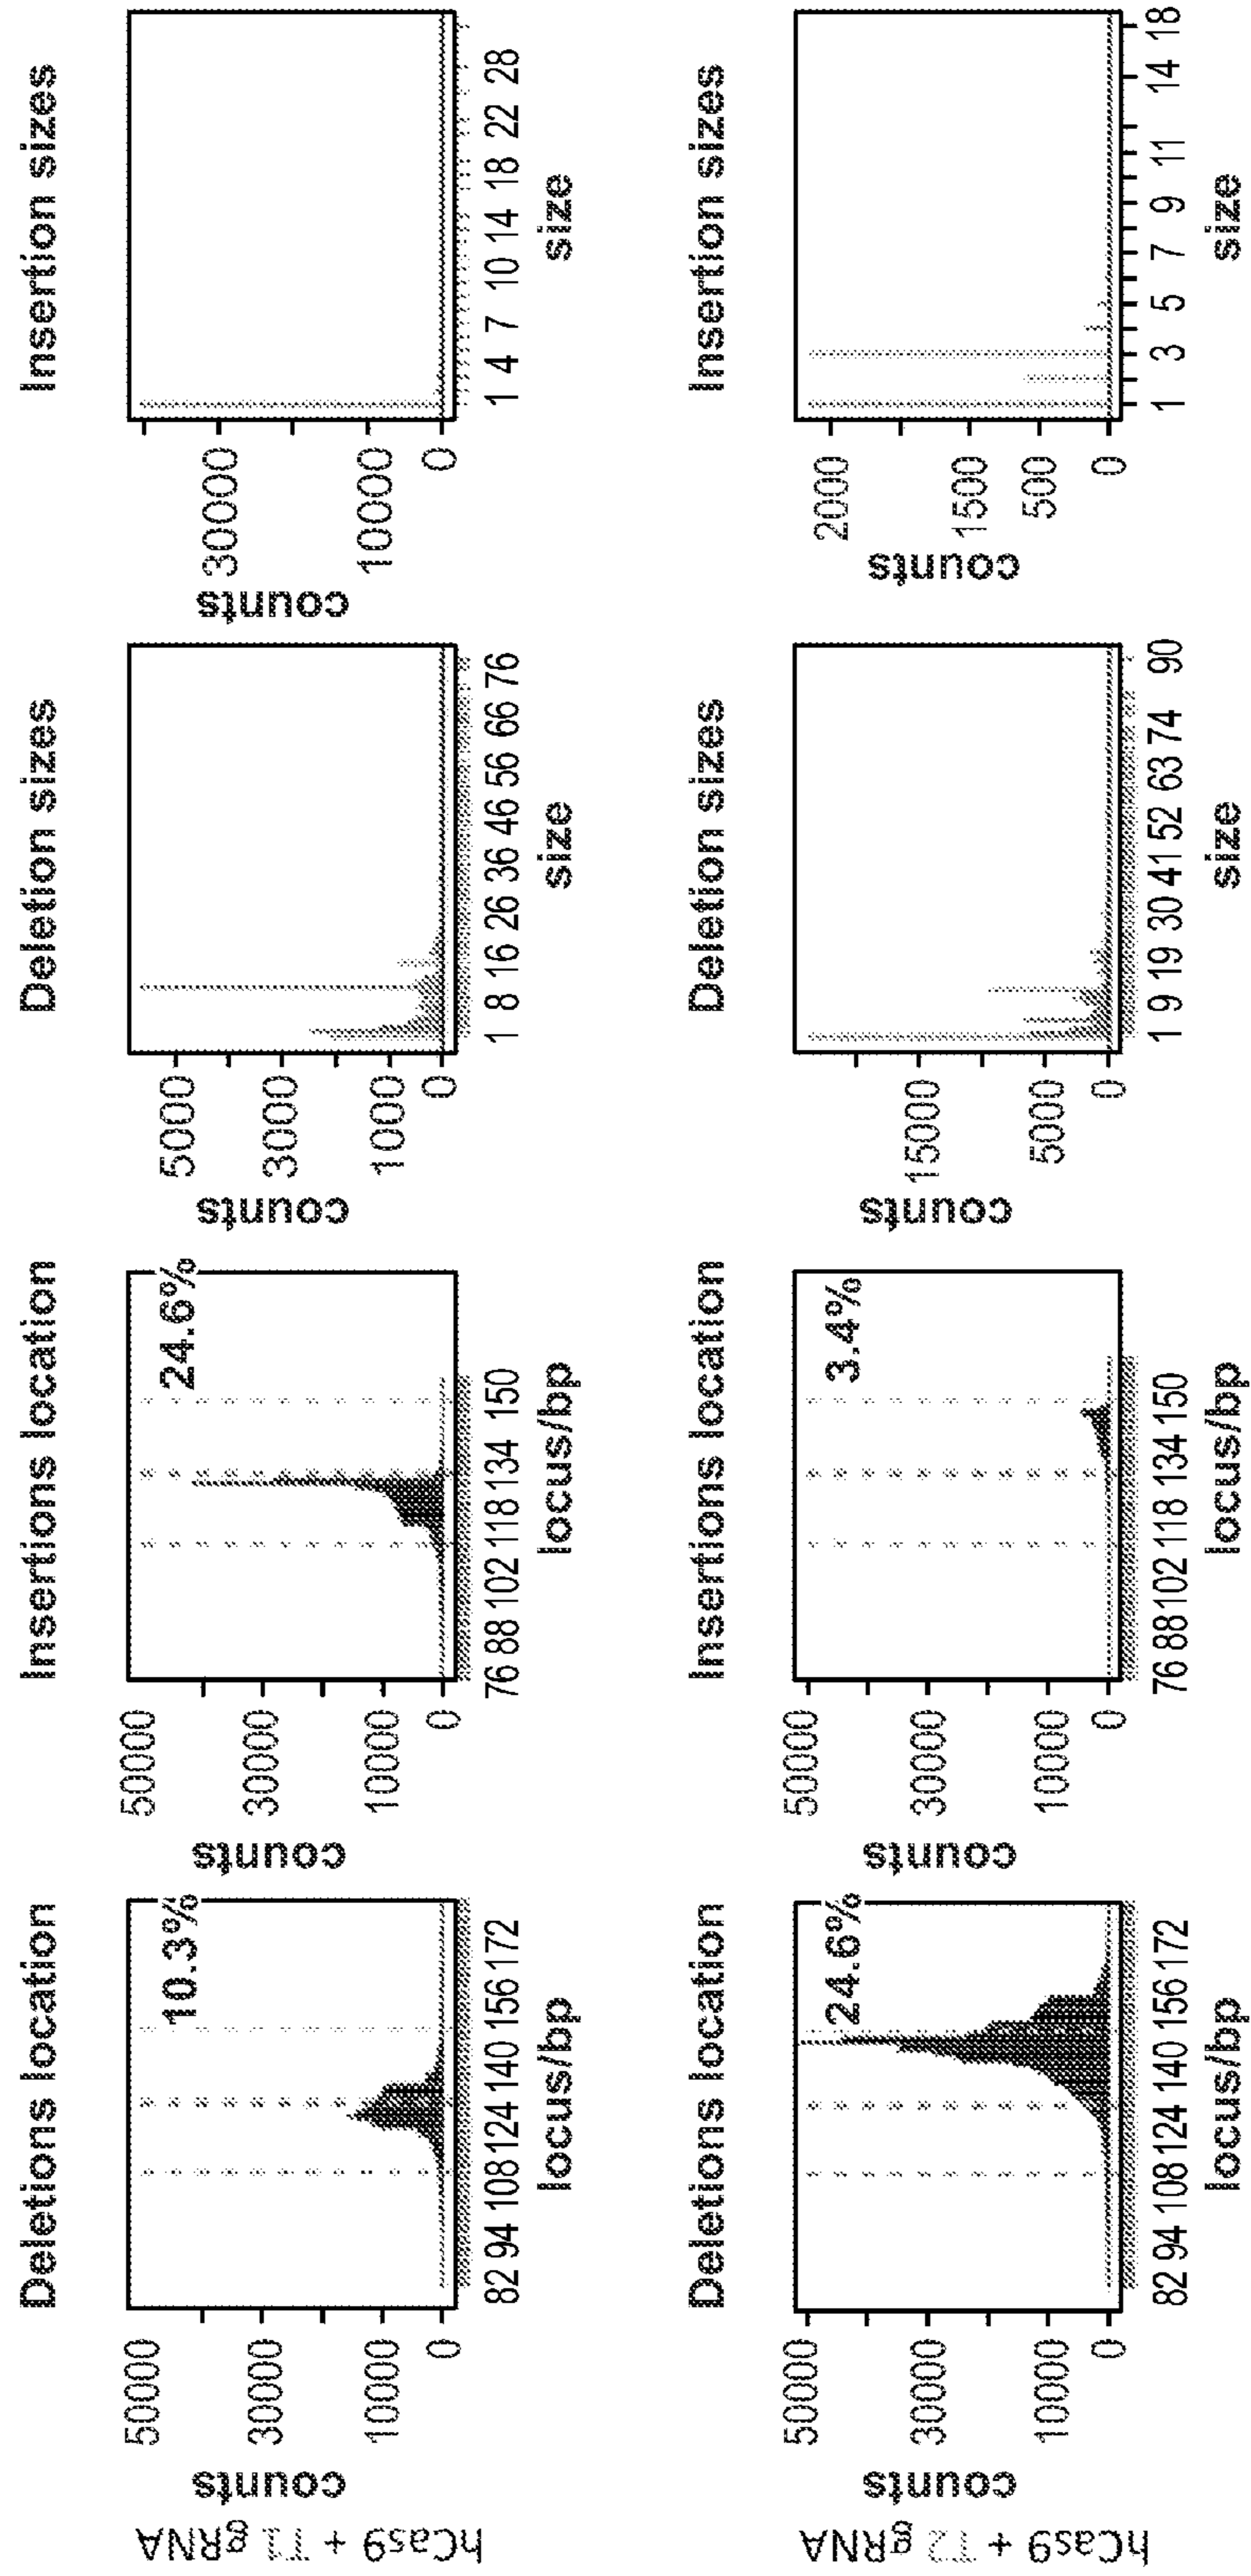 hCas9 + T1 gRNA
Deletions location
counts
50000
30000
10000
0
10.3%
82 94 108 124 140 156 172
locus/bp
Insertions location
counts
50000
30000
10000
0
24.6%
76 88 102 118 134 150
locus/bp
Deletion sizes
counts
5000
3000
1000
0
1 8 16 26 36 46 56 66 76
size
Insertion sizes
counts
30000
10000
0
1 4 7 10 14 18 22 28
size
hCas9 + T2 gRNA
Deletions location
counts
50000
30000
10000
0
24.6%
82 94 108 124 140 156 172
locus/bp
Insertions location
counts
50000
30000
10000
0
3.4%
76 88 102 118 134 150
locus/bp
Deletion sizes
counts
15000
5000
0
1 9 19 30 41 52 63 74 90
size
Insertion sizes
counts
2000
1500
500
0
1 3 5 7 9 11 14 18
size